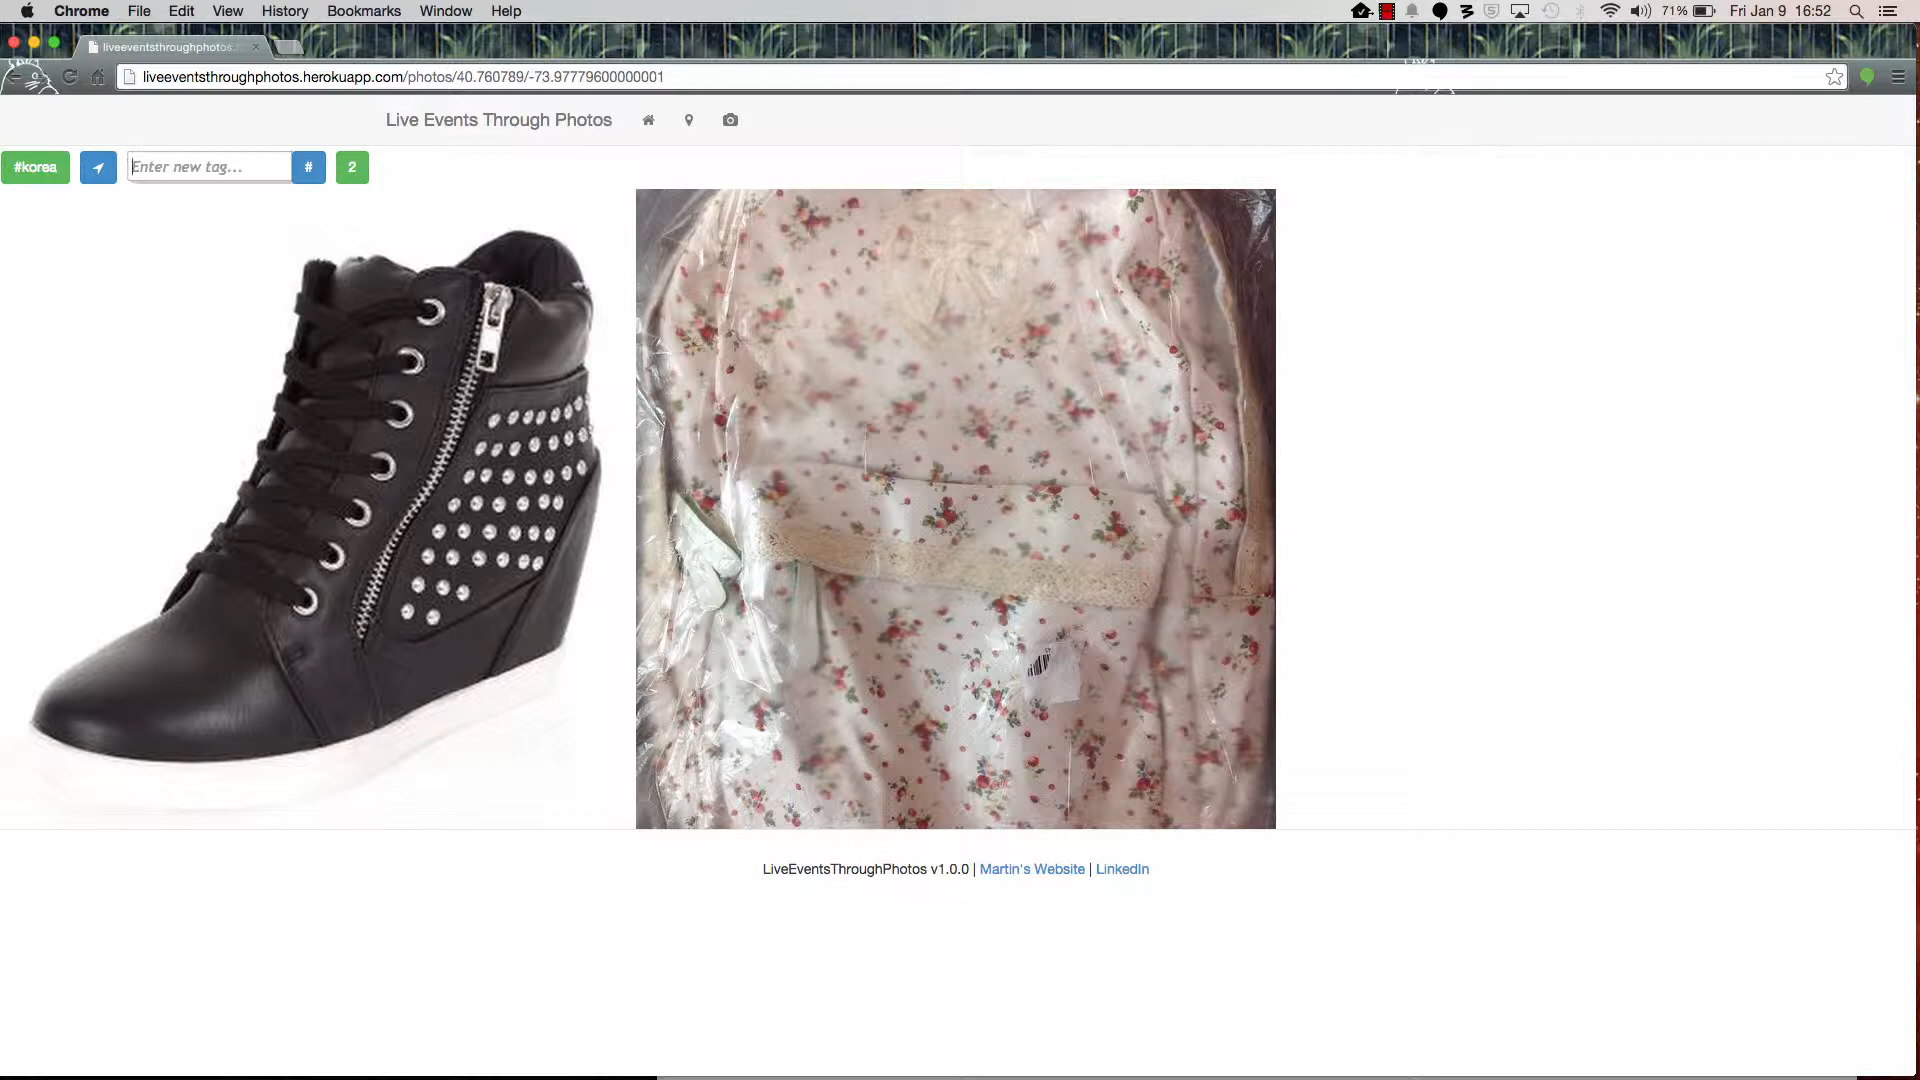 Chrome File Edit View History Bookmarks Window Help 71% Fri Jan 9 16:52
liveeventsthroughphotos.
liveeventsthroughphotos.herokuapp.com/photos/40.760789/-73.97779600000001
Live Events Through Photos
#korea Enter new tag... # 2
LiveEventsThroughPhotos v1.0.0 | Martin's Website | LinkedIn